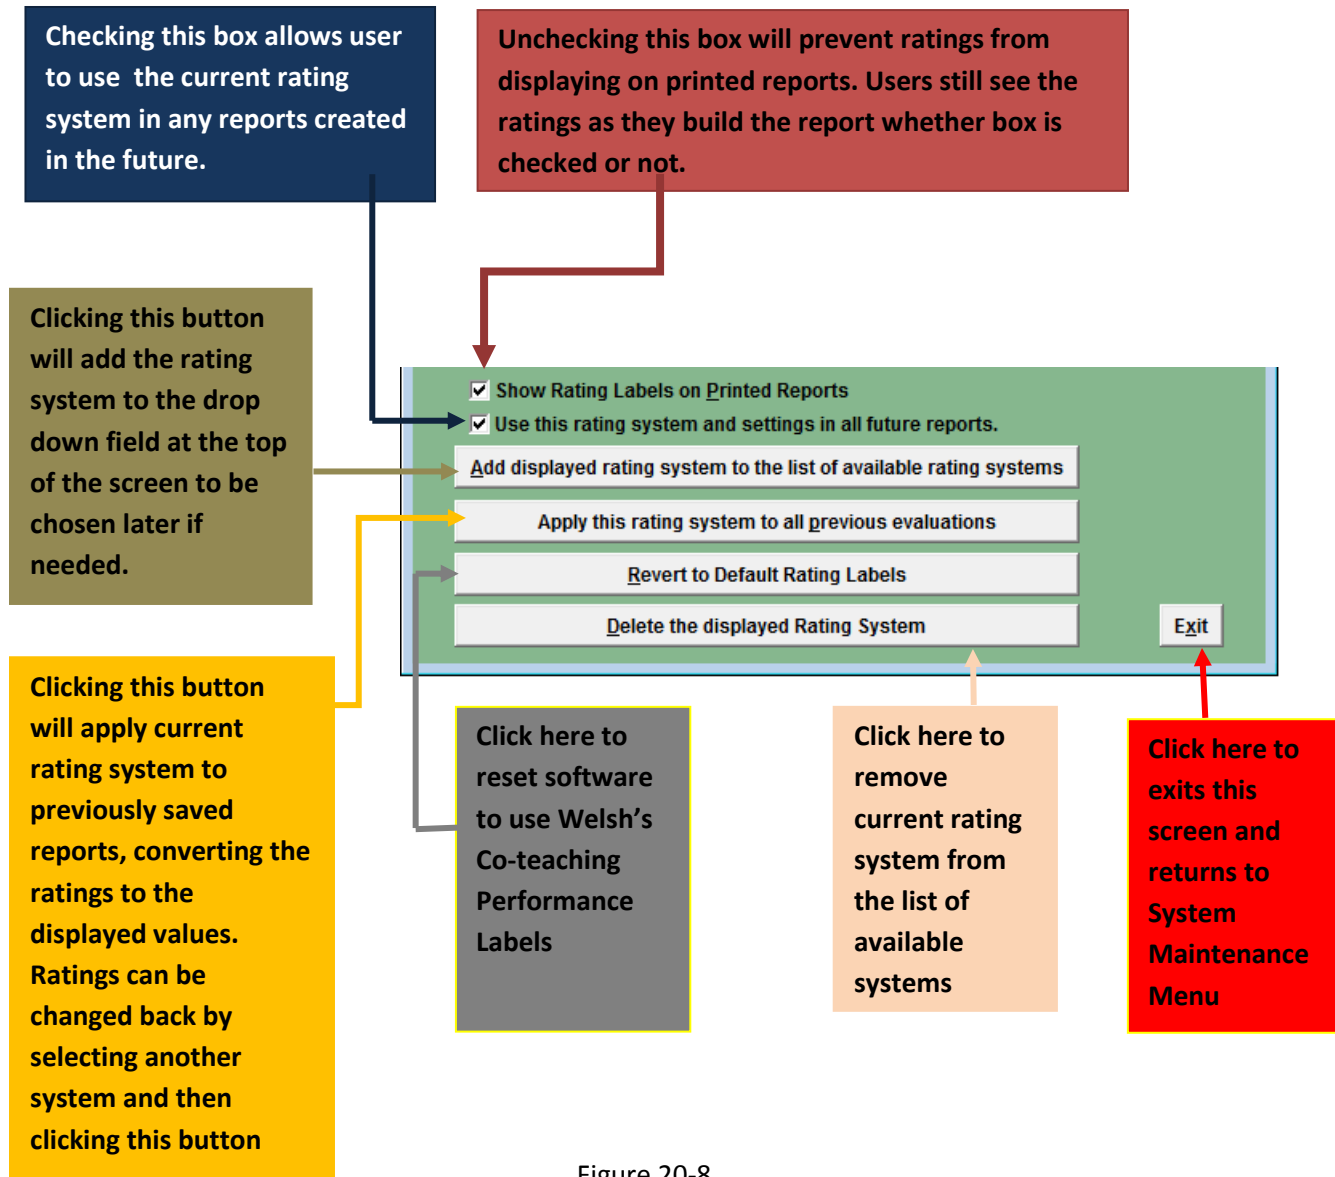 Checking this box allows user
to use  the current rating
system in any reports created
in the future.
Unchecking this box will prevent ratings from
displaying on printed reports. Users still see the
ratings as they build the report whether box is
checked or not.
Clicking this button
will add the rating
system to the drop
down field at the top
of the screen to be
chosen later if
needed.
Show Rating Labels on Printed Reports
Use this rating system and settings in all future reports.
Add displayed rating system to the list of available rating systems
Apply this rating system to all previous evaluations
Revert to Default Rating Labels
Delete the displayed Rating System
Exit
Clicking this button
will apply current
rating system to
previously saved
reports, converting the
ratings to the
displayed values.
Ratings can be
changed back by
selecting another
system and then
clicking this button
Click here to
reset software
to use Welsh’s
Co-teaching
Performance
Labels
Click here to
remove
current rating
system from
the list of
available
systems
Click here to
exits this
screen and
returns to
System
Maintenance
Menu
Figure 20-8